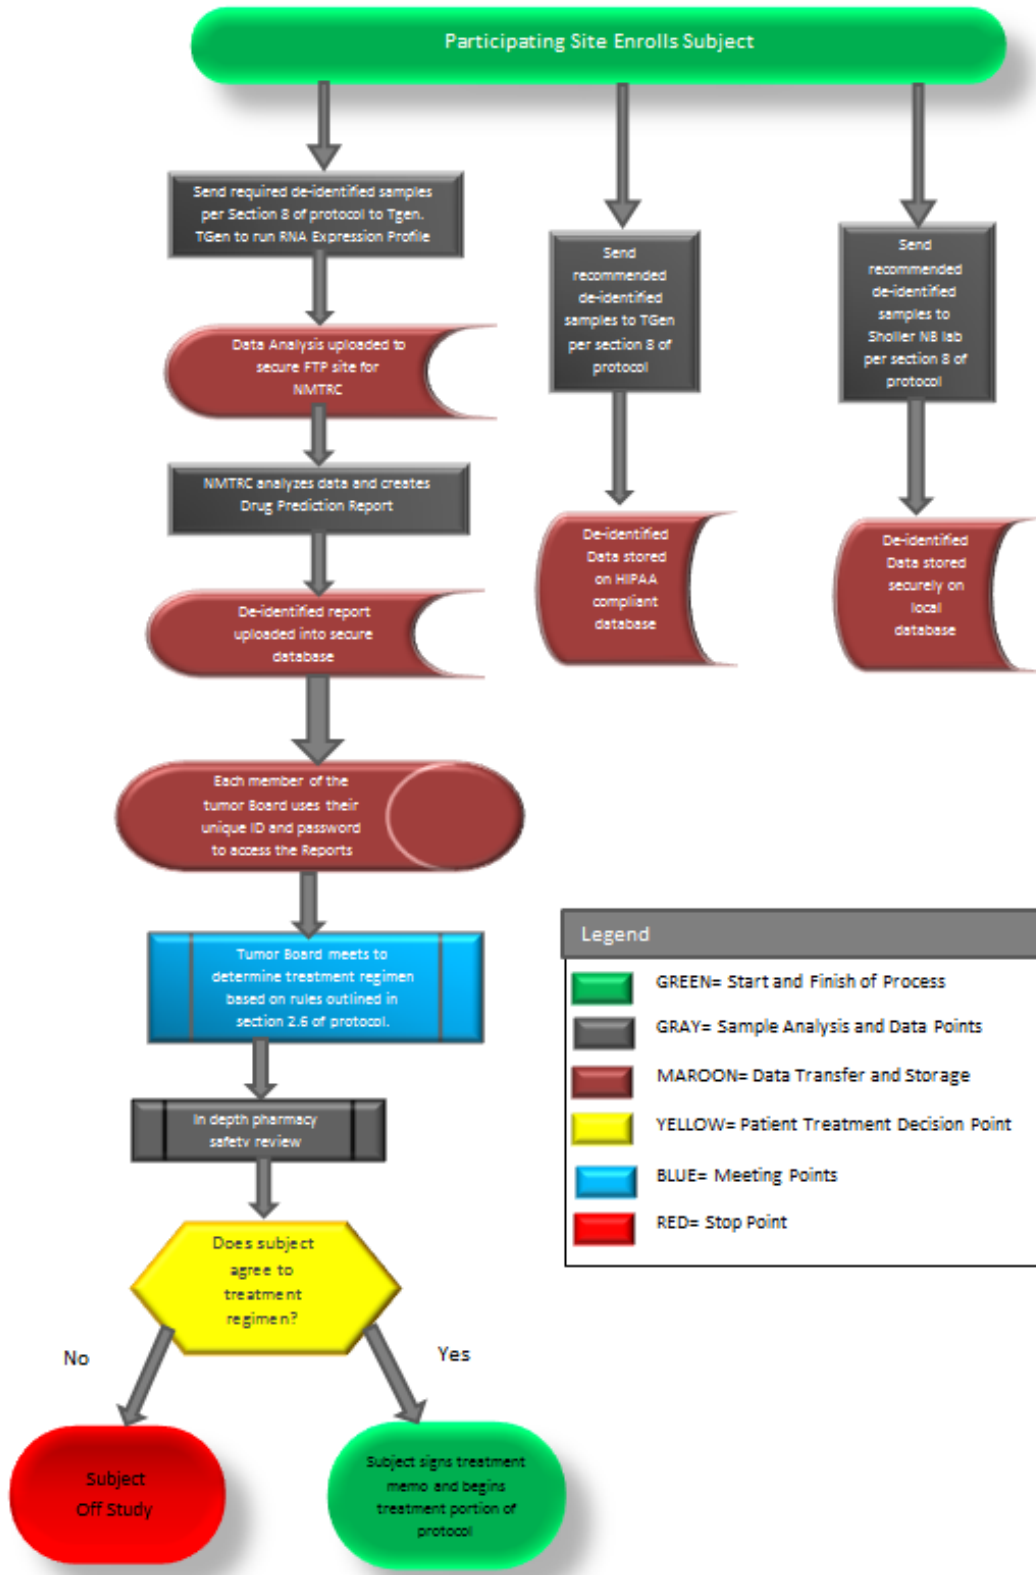 Participating Site Enrolls Subject
Send required de-identified samples
per Section 8 of protocol to Tgen.
TGen to run RNA Expression Profile
Data Analysis uploaded to
secure FTP site for
NMTRC
NMTRC analyzes data and creates
Drug Prediction Report
De-identified report
uploaded into secure
database
Each member of the
tumor Board uses their
unique ID and password
to access the Reports
Tumor Board meets to
determine treatment regimen
based on rules outlined in
section 2.6 of protocol.
In depth pharmacy
safety review
Does subject
agree to
treatment
regimen?
No
Yes
Subject
Off Study
Subject signs treatment
memo and begins
treatment portion of
protocol
Send
recommended
de-identified
samples to TGen
per section 8 of
protocol
De-identified
Data stored
on HIPAA
compliant
database
Send
recommended
de-identified
samples to
Sholler NB lab
per section 8 of
protocol
De-identified
Data stored
securely on
local
database
Legend
GREEN= Start and Finish of Process
GRAY= Sample Analysis and Data Points
MAROON= Data Transfer and Storage
YELLOW= Patient Treatment Decision Point
BLUE= Meeting Points
RED= Stop Point